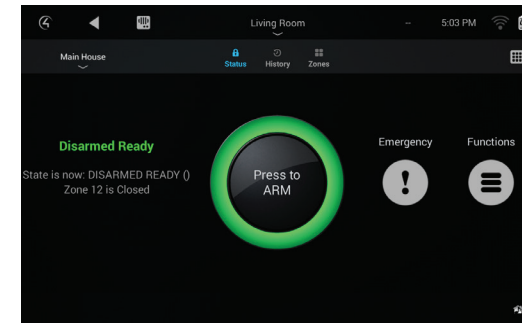 Living Room
--
5:03 PM
Main House
Status
History
Zones
Disarmed Ready
State is now: DISARMED READY ()
Zone 12 is Closed
Press to
ARM
Emergency
!
Functions